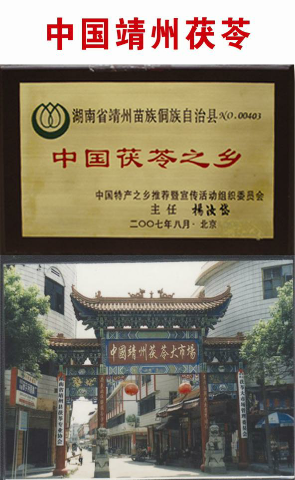 中国靖州茯苓
湖南省靖州苗族侗族自治县 NO.00403
中国茯苓之乡
中国特产之乡推荐暨宣传活动组织委员会
主任 杨汝岱
二〇〇七年八月·北京
中國靖州茯苓大市場